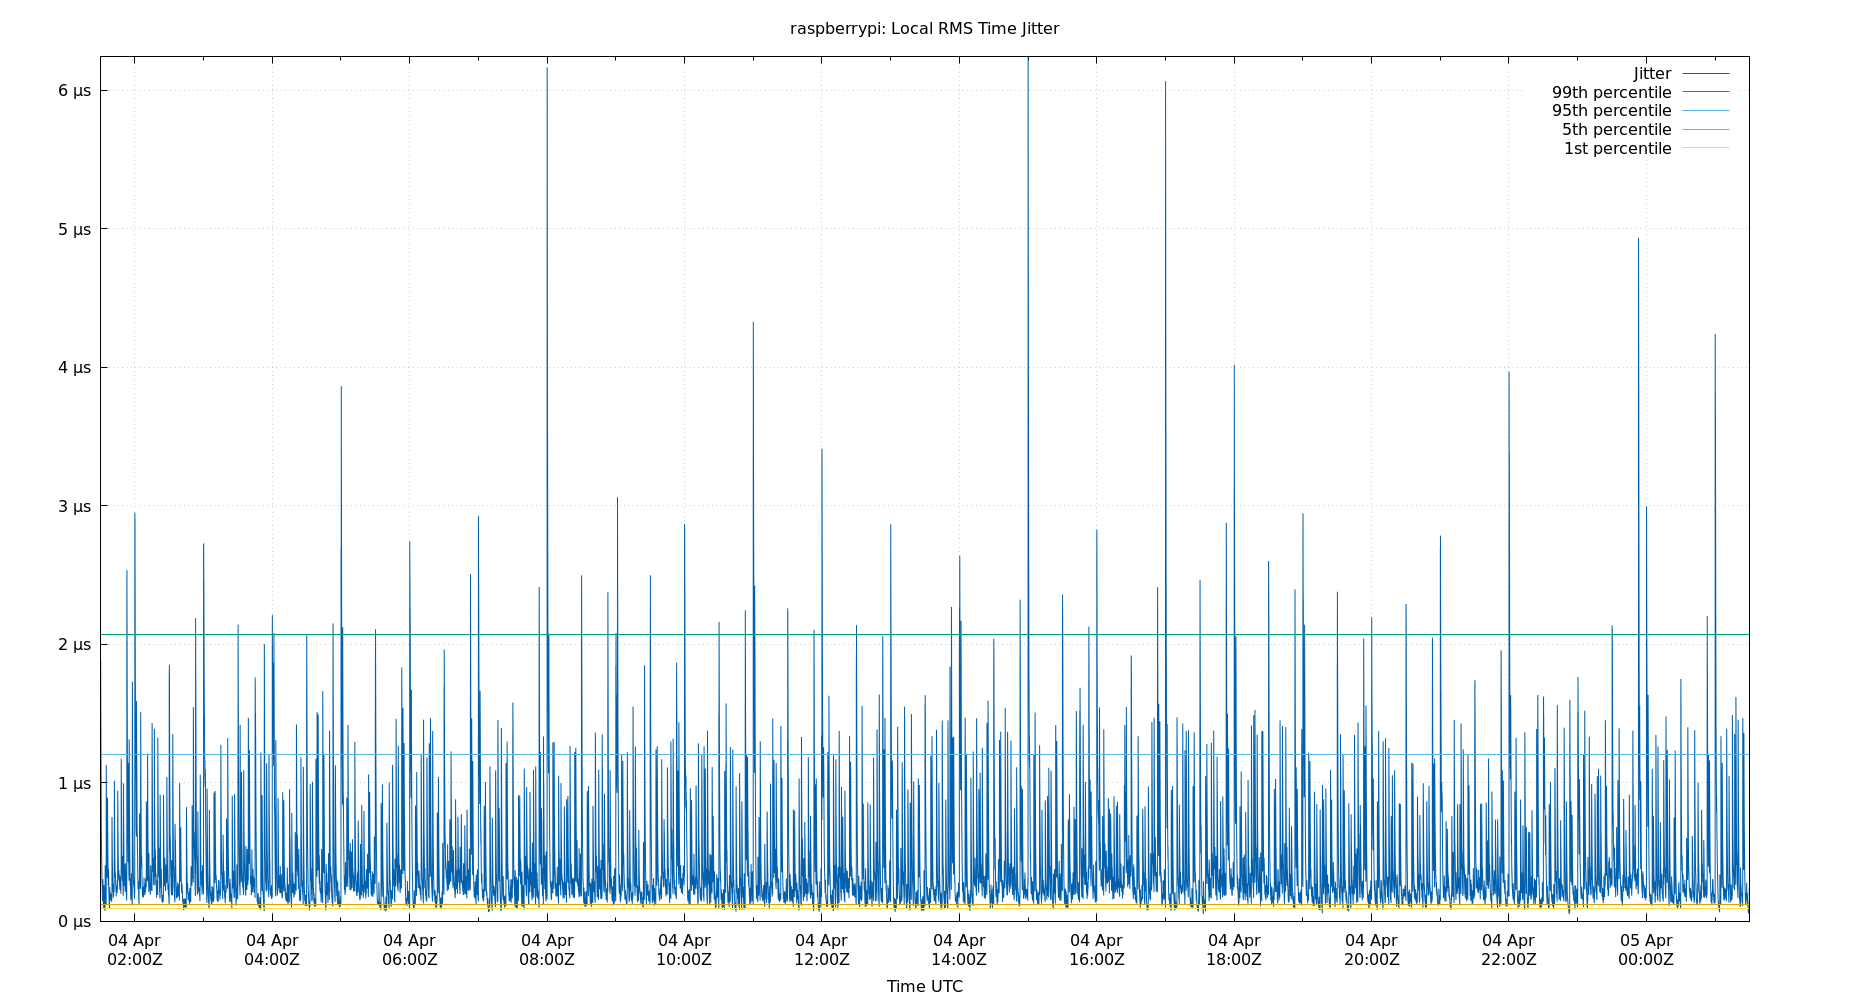 raspberrypi: Local RMS Time Jitter
Jitter
99th percentile
95th percentile
5th percentile
1st percentile
6 µs
5 µs
4 µs
3 µs
2 µs
1 µs
0 µs
04 Apr 04 Apr 04 Apr 04 Apr 04 Apr 04 Apr 04 Apr 04 Apr 04 Apr 04 Apr 04 Apr 05 Apr
02:00Z 04:00Z 06:00Z 08:00Z 10:00Z 12:00Z 14:00Z 16:00Z 18:00Z 20:00Z 22:00Z 00:00Z
Time UTC